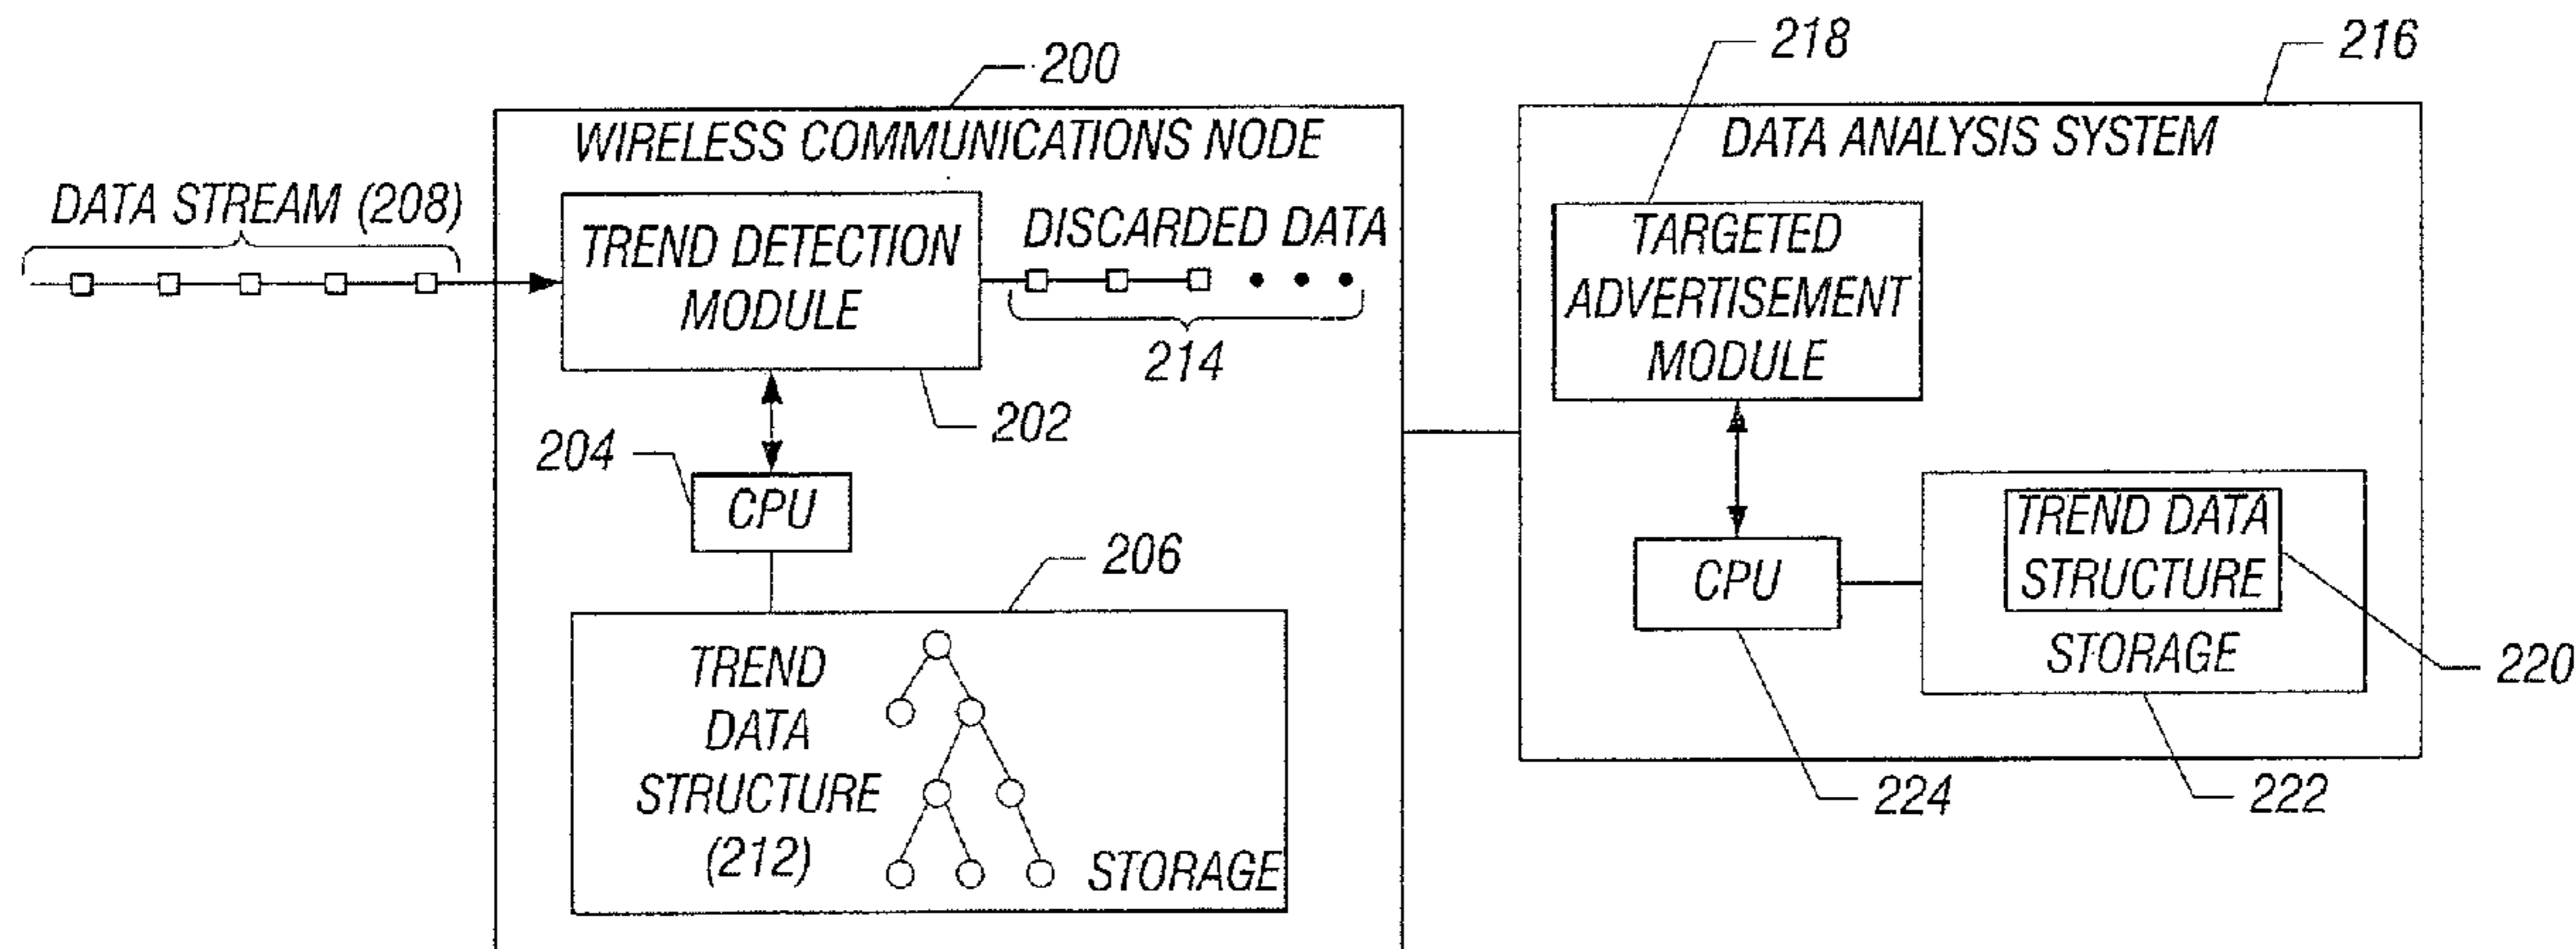 200
218
216
WIRELESS COMMUNICATIONS NODE
DATA ANALYSIS SYSTEM
DATA STREAM (208)
TREND DETECTION
MODULE
DISCARDED DATA
214
202
TARGETED
ADVERTISEMENT
MODULE
204
CPU
206
TREND
DATA
STRUCTURE
(212)
STORAGE
CPU
TREND DATA
STRUCTURE
STORAGE
220
224
222